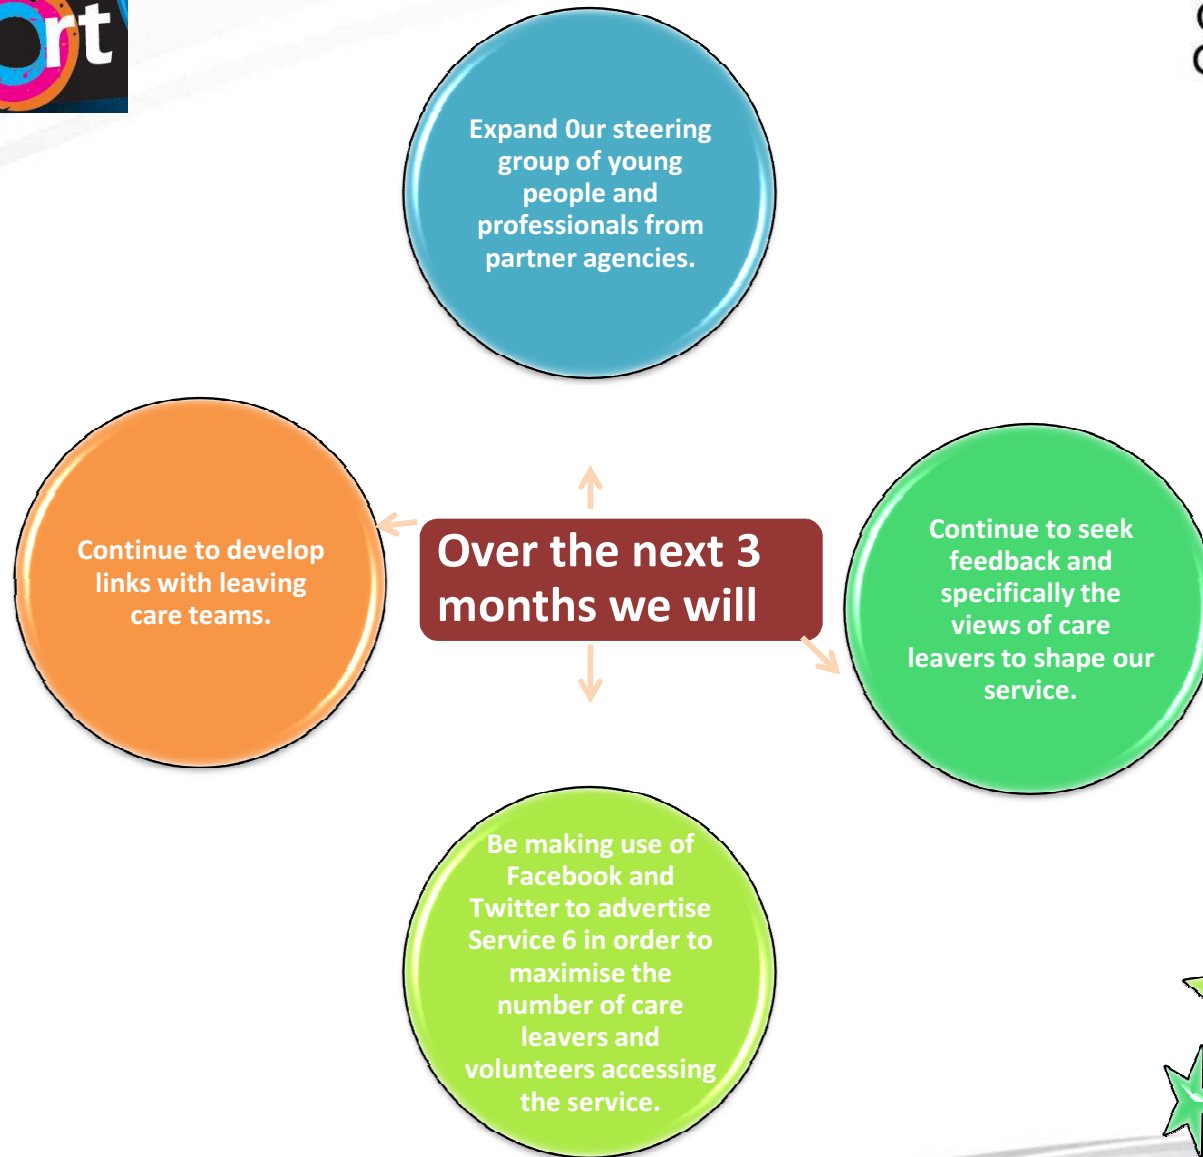 Expand 0ur steering
group of young
people and
professionals from
partner agencies.
Continue to develop
links with leaving
care teams.
Over the next 3
months we will
Continue to seek
feedback and
specifically the
views of care
leavers to shape our
service.
Be making use of
Facebook and
Twitter to advertise
Service 6 in order to
maximise the
number of care
leavers and
volunteers accessing
the service.